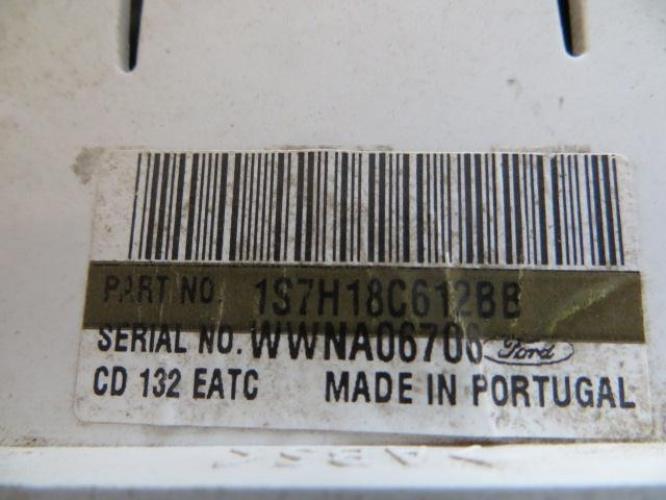 PART NO. 1S7H18C612BB
SERIAL NO. WWNA06706 Ford
CD 132 EATC MADE IN PORTUGAL